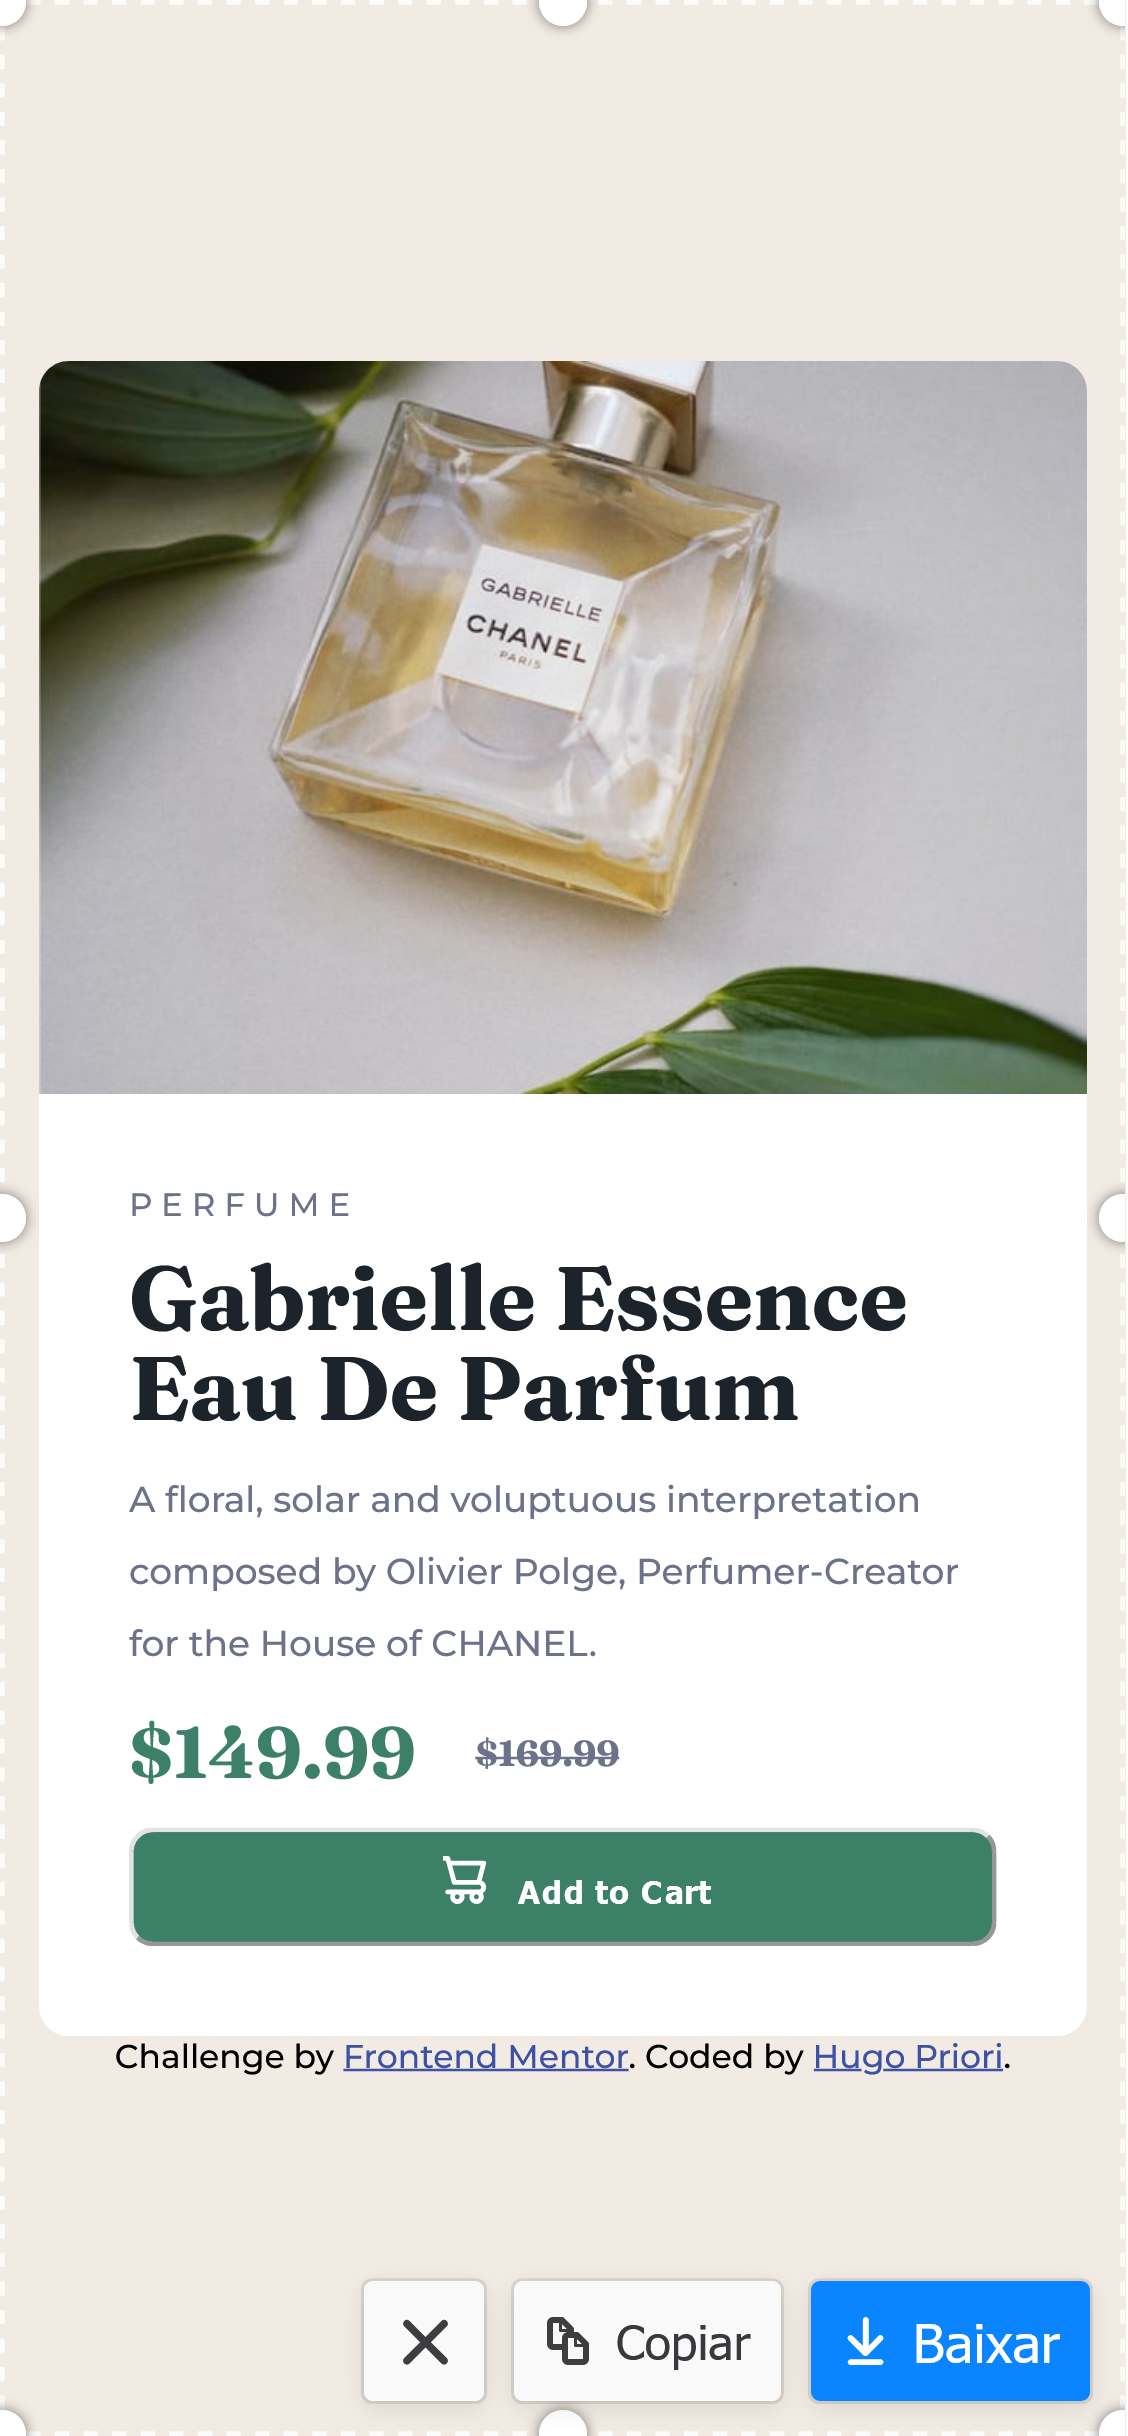 GABRIELLE
CHANEL
PARIS
PERFUME
Gabrielle Essence
Eau De Parfum
A floral, solar and voluptuous interpretation
composed by Olivier Polge, Perfumer-Creator
for the House of CHANEL.
$149.99 $169.99
Add to Cart
Challenge by Frontend Mentor. Coded by Hugo Priori.
Copiar Baixar